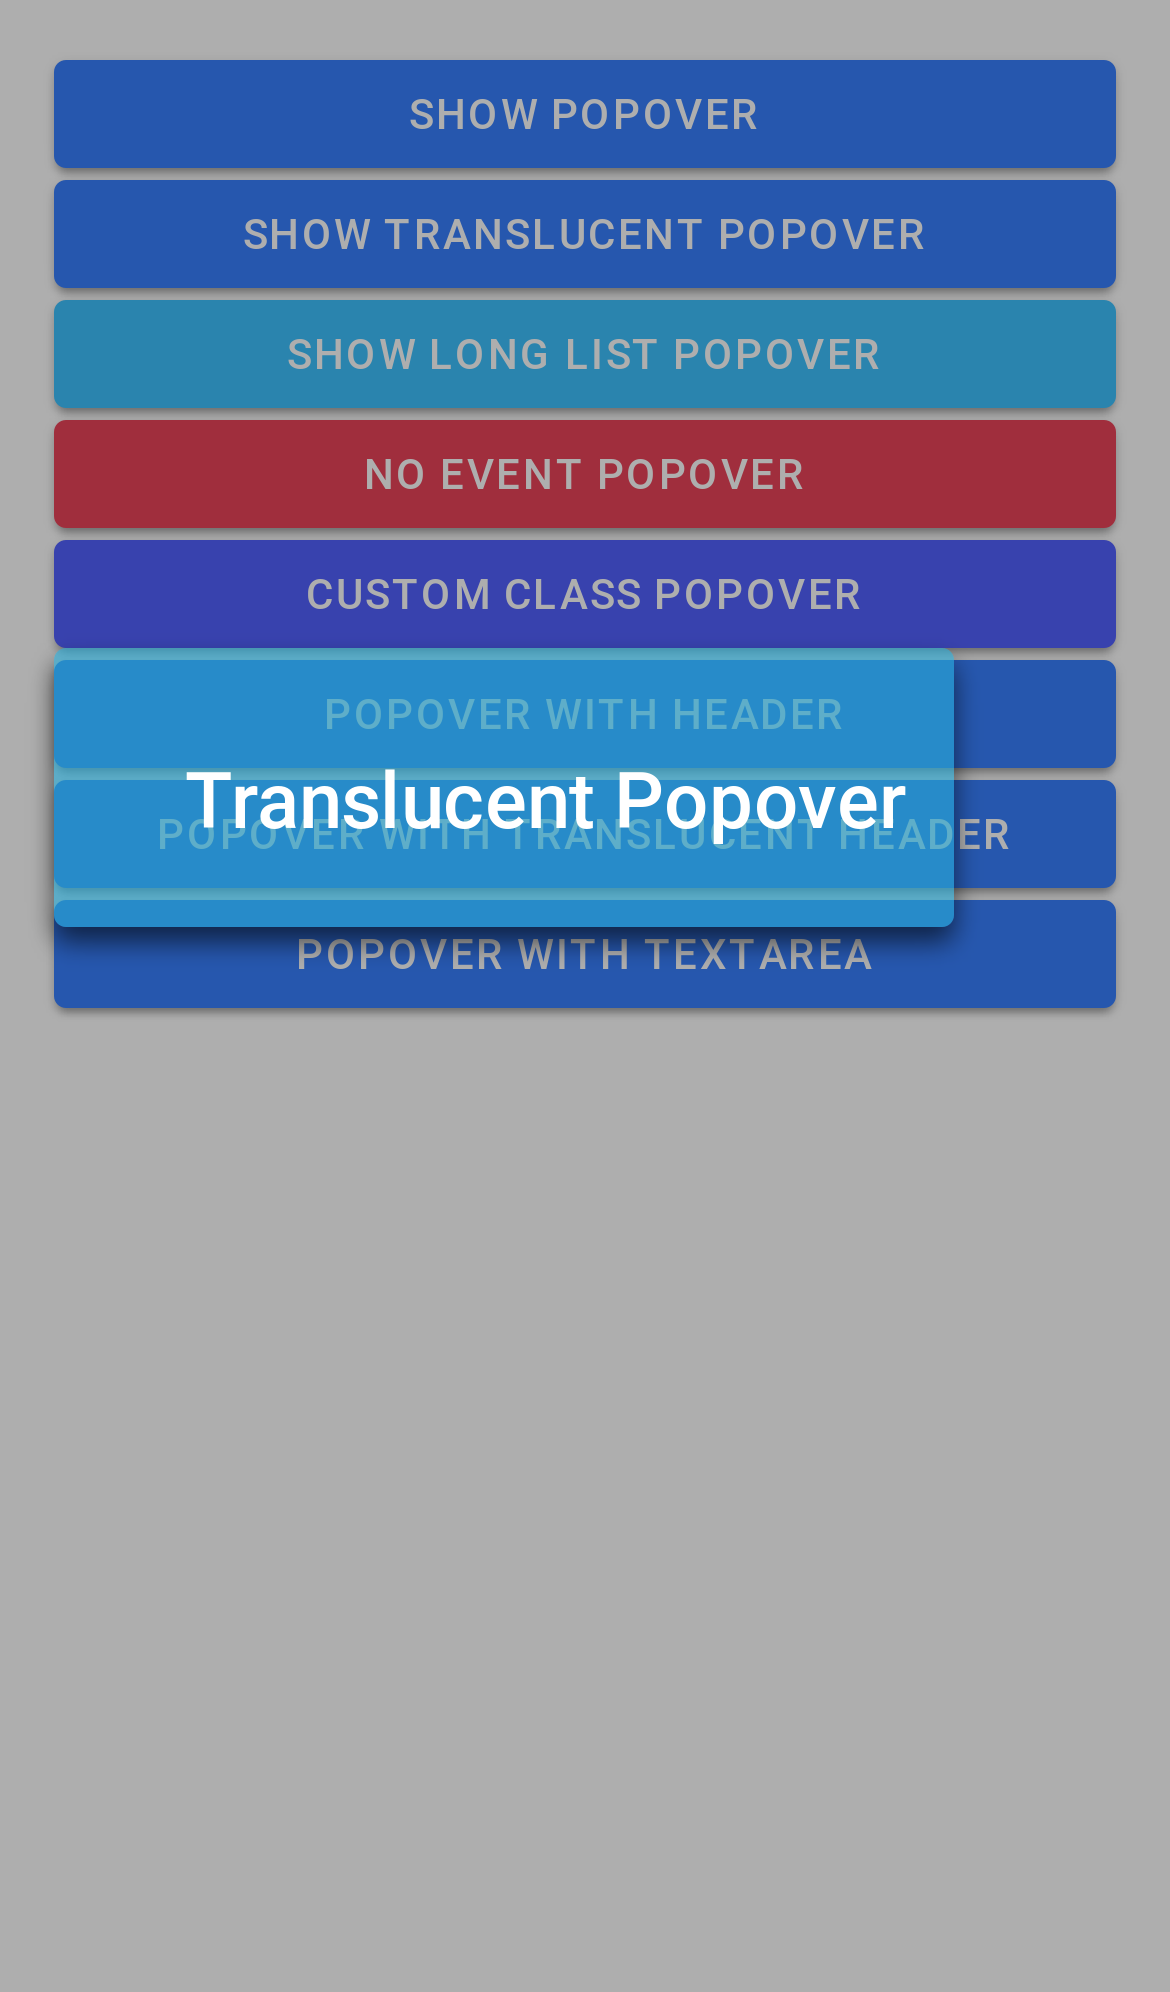 SHOW POPOVER
SHOW TRANSLUCENT POPOVER
SHOW LONG LIST POPOVER
NO EVENT POPOVER
CUSTOM CLASS POPOVER
POPOVER WITH HEADER
Translucent Popover
POPOVER WITH TRANSLUCENT HEADER
POPOVER WITH TEXTAREA